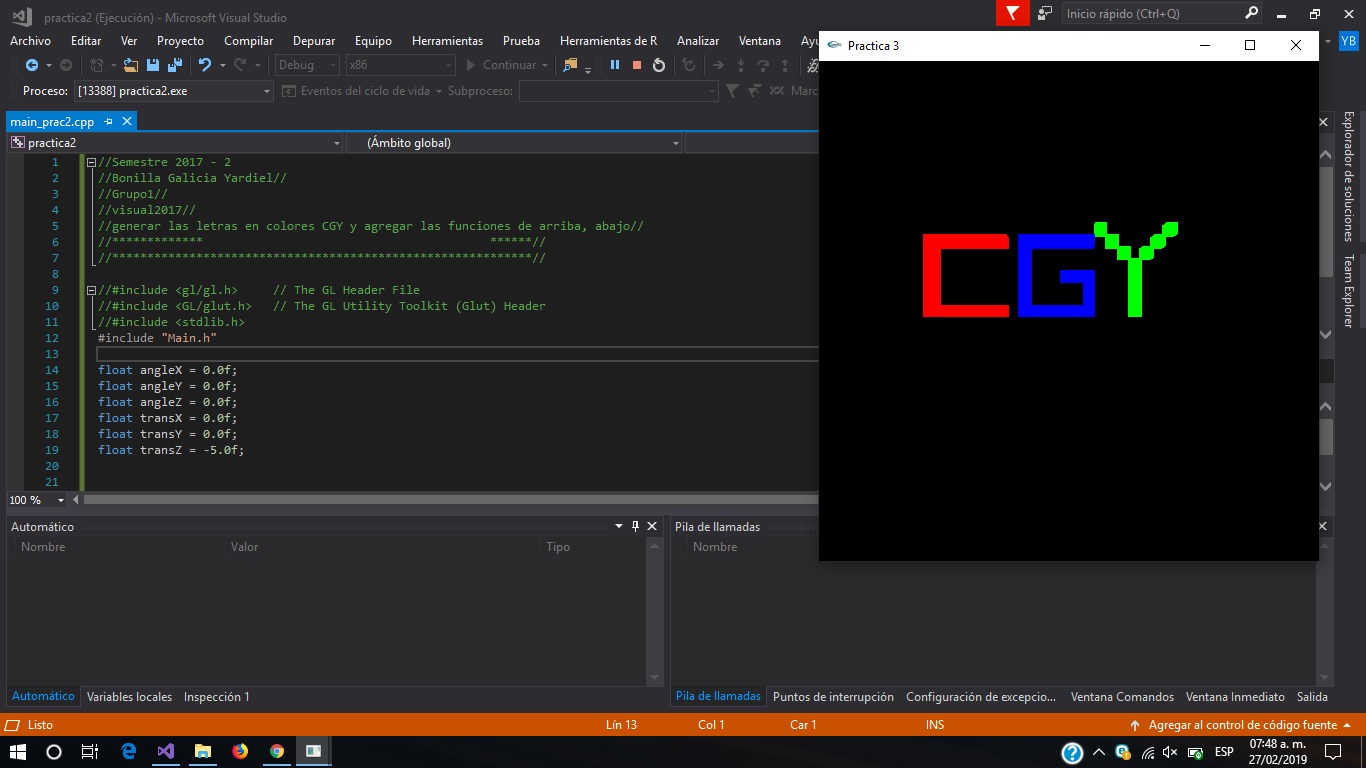 practica2 (Ejecución) - Microsoft Visual Studio
Inicio rápido (Ctrl+Q)
Archivo Editar Ver Proyecto Compilar Depurar Equipo Herramientas Prueba Herramientas de R Analizar Ventana Ayu
YB
Debug x86 Continuar
Proceso: [13388] practica2.exe Eventos del ciclo de vida Subproceso: Marc
main_prac2.cpp
practica2 (Ámbito global)
1 //Semestre 2017 - 2
2 //Bonilla Galicia Yardiel//
3 //Grupo1//
4 //visual2017//
5 //generar las letras en colores CGY y agregar las funciones de arriba, abajo//
6 //************* ******//
7 //************************************************************//
8
9 //#include <gl/gl.h> // The GL Header File
10 //#include <GL/glut.h> // The GL Utility Toolkit (Glut) Header
11 //#include <stdlib.h>
12 #include "Main.h"
13
14 float angleX = 0.0f;
15 float angleY = 0.0f;
16 float angleZ = 0.0f;
17 float transX = 0.0f;
18 float transY = 0.0f;
19 float transZ = -5.0f;
20
21
100 %
Practica 3
CGY
Explorador de soluciones
Team Explorer
Automático
Nombre Valor Tipo
Automático Variables locales Inspección 1
Pila de llamadas
Nombre
Pila de llamadas Puntos de interrupción Configuración de excepcio... Ventana Comandos Ventana Inmediato Salida
Listo Lín 13 Col 1 Car 1 INS Agregar al control de código fuente
ESP
07:48 a. m.
27/02/2019